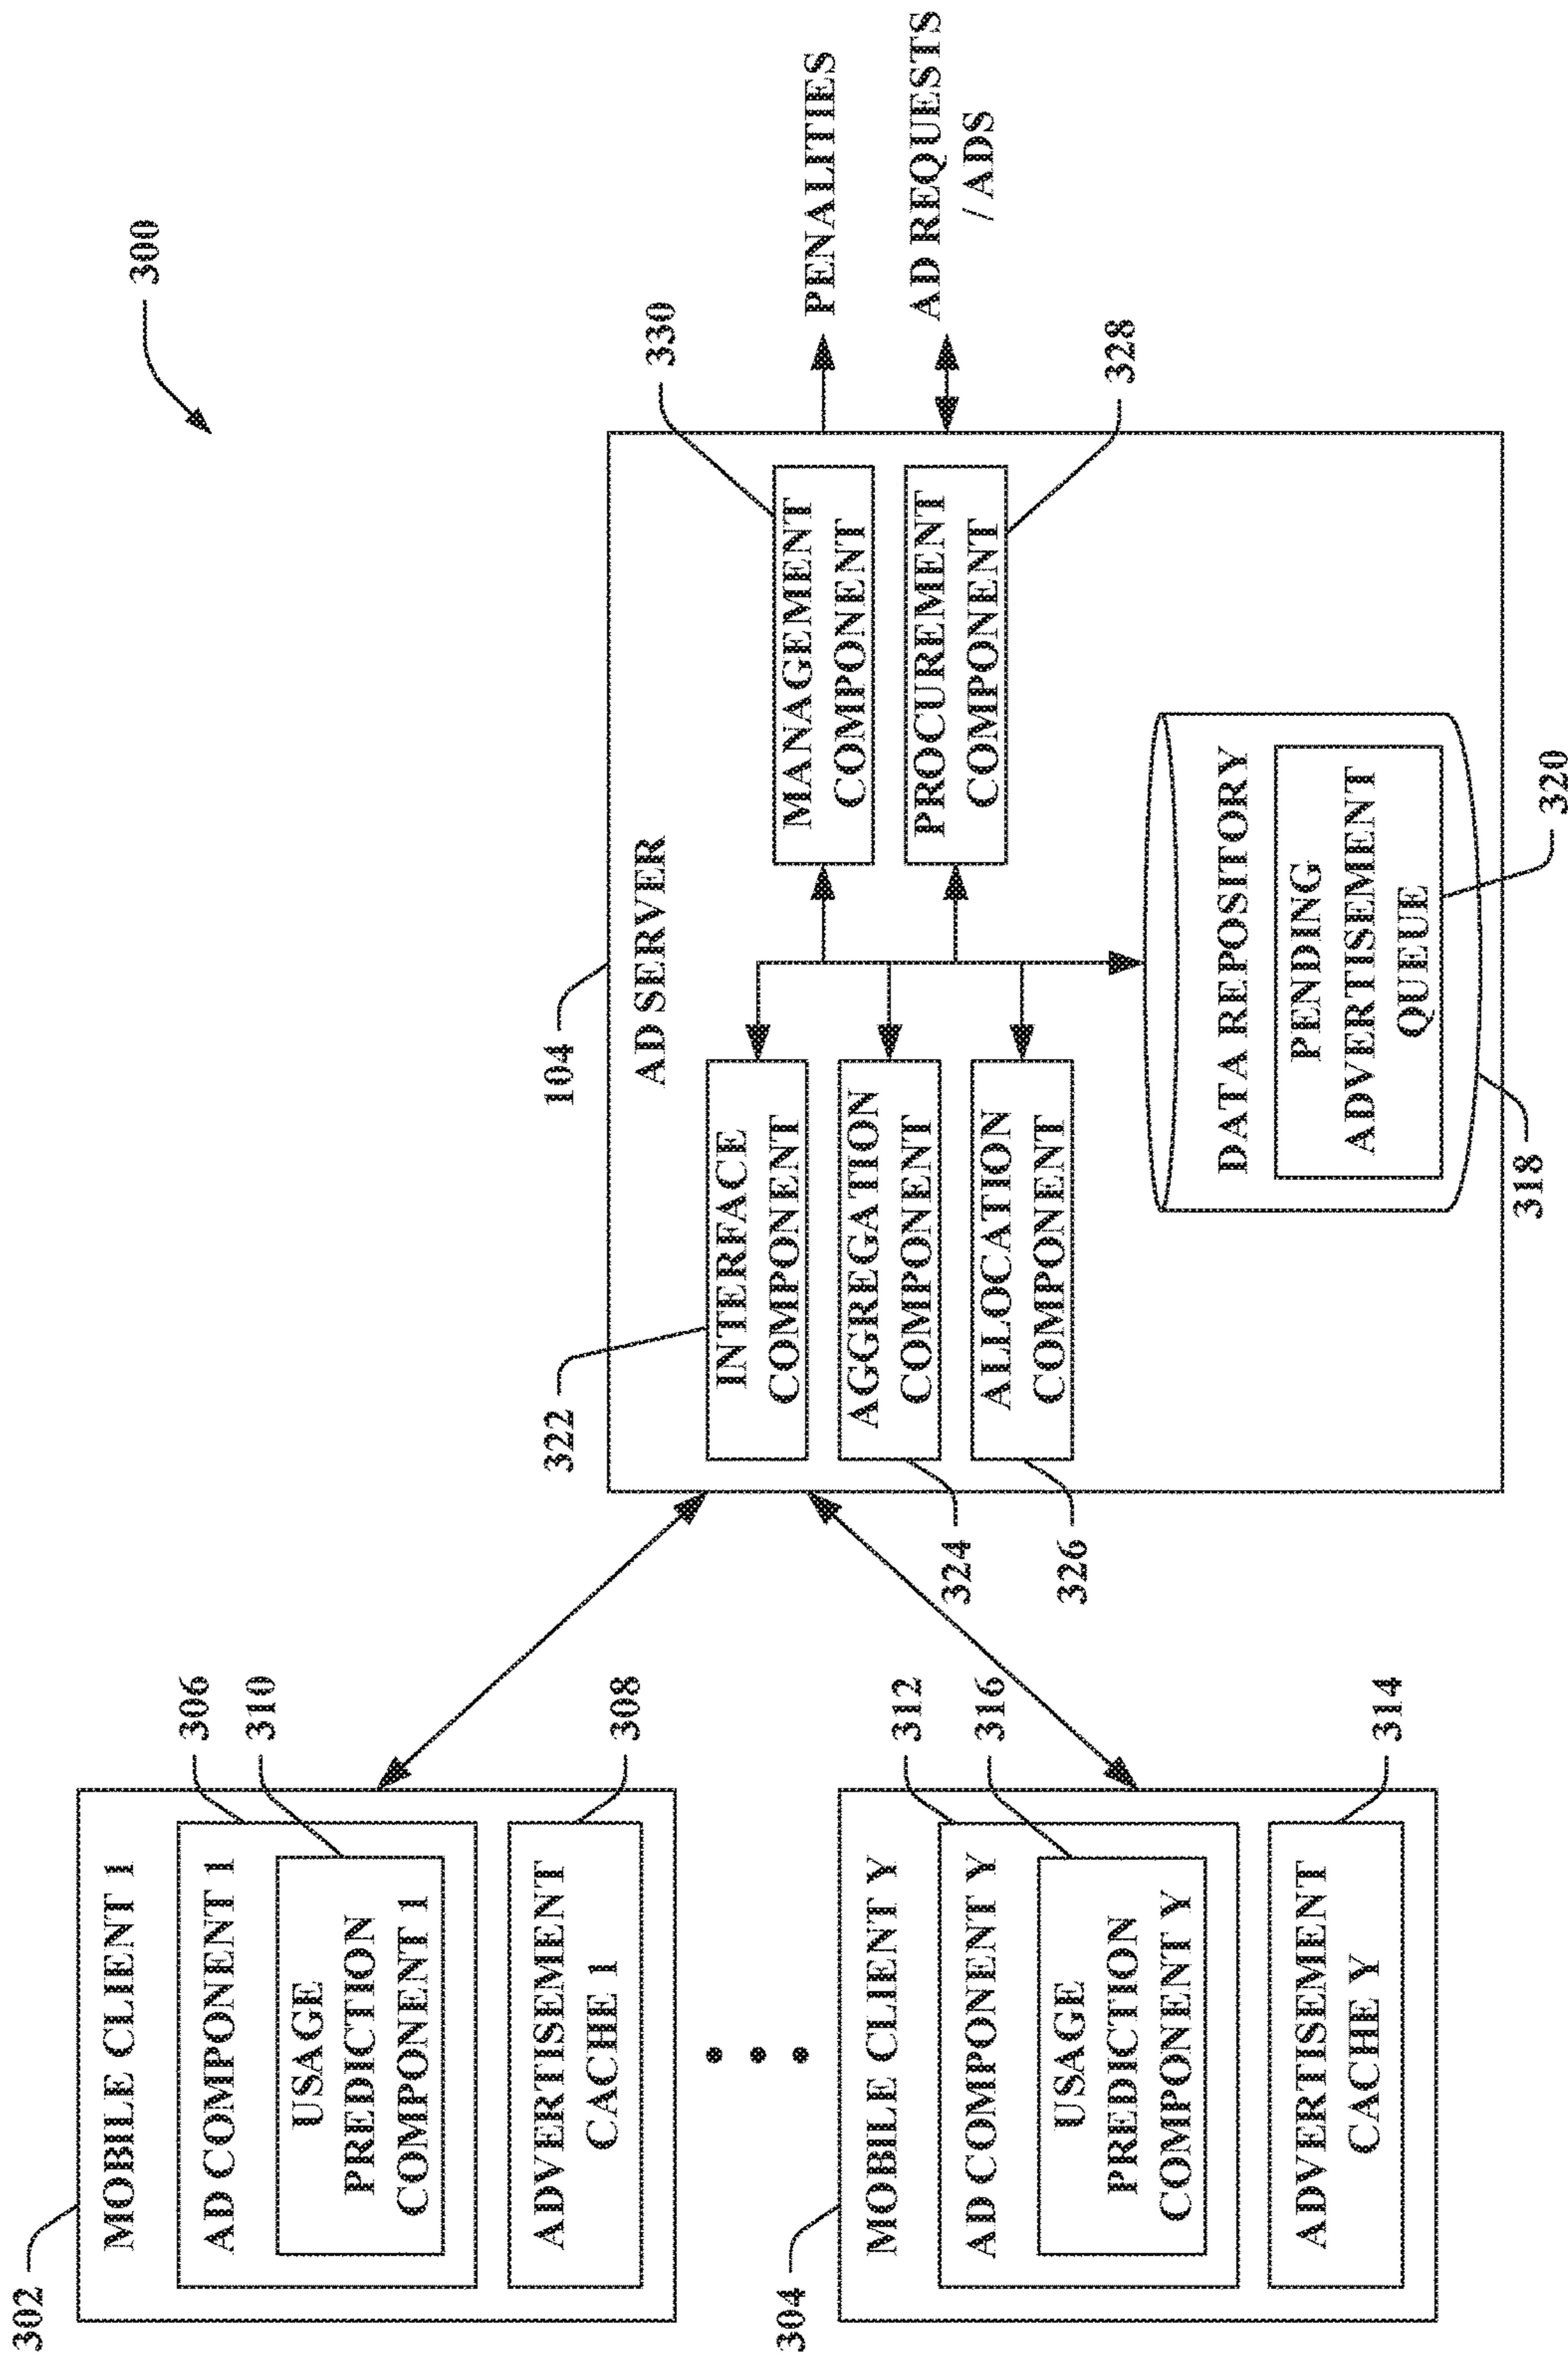 300
302
MOBILE CLIENT 1
306
AD COMPONENT 1
310
USAGE
PREDICTION
COMPONENT 1
308
ADVERTISEMENT
CACHE 1
304
MOBILE CLIENT Y
312
AD COMPONENT Y
316
USAGE
PREDICTION
COMPONENT Y
314
ADVERTISEMENT
CACHE Y
104
AD SERVER
322
INTERFACE
COMPONENT
324
AGGREGATION
COMPONENT
326
ALLOCATION
COMPONENT
330
MANAGEMENT
COMPONENT
328
PROCUREMENT
COMPONENT
DATA REPOSITORY
PENDING
ADVERTISEMENT
QUEUE
318
320
PENALITIES
AD REQUESTS
/ ADS